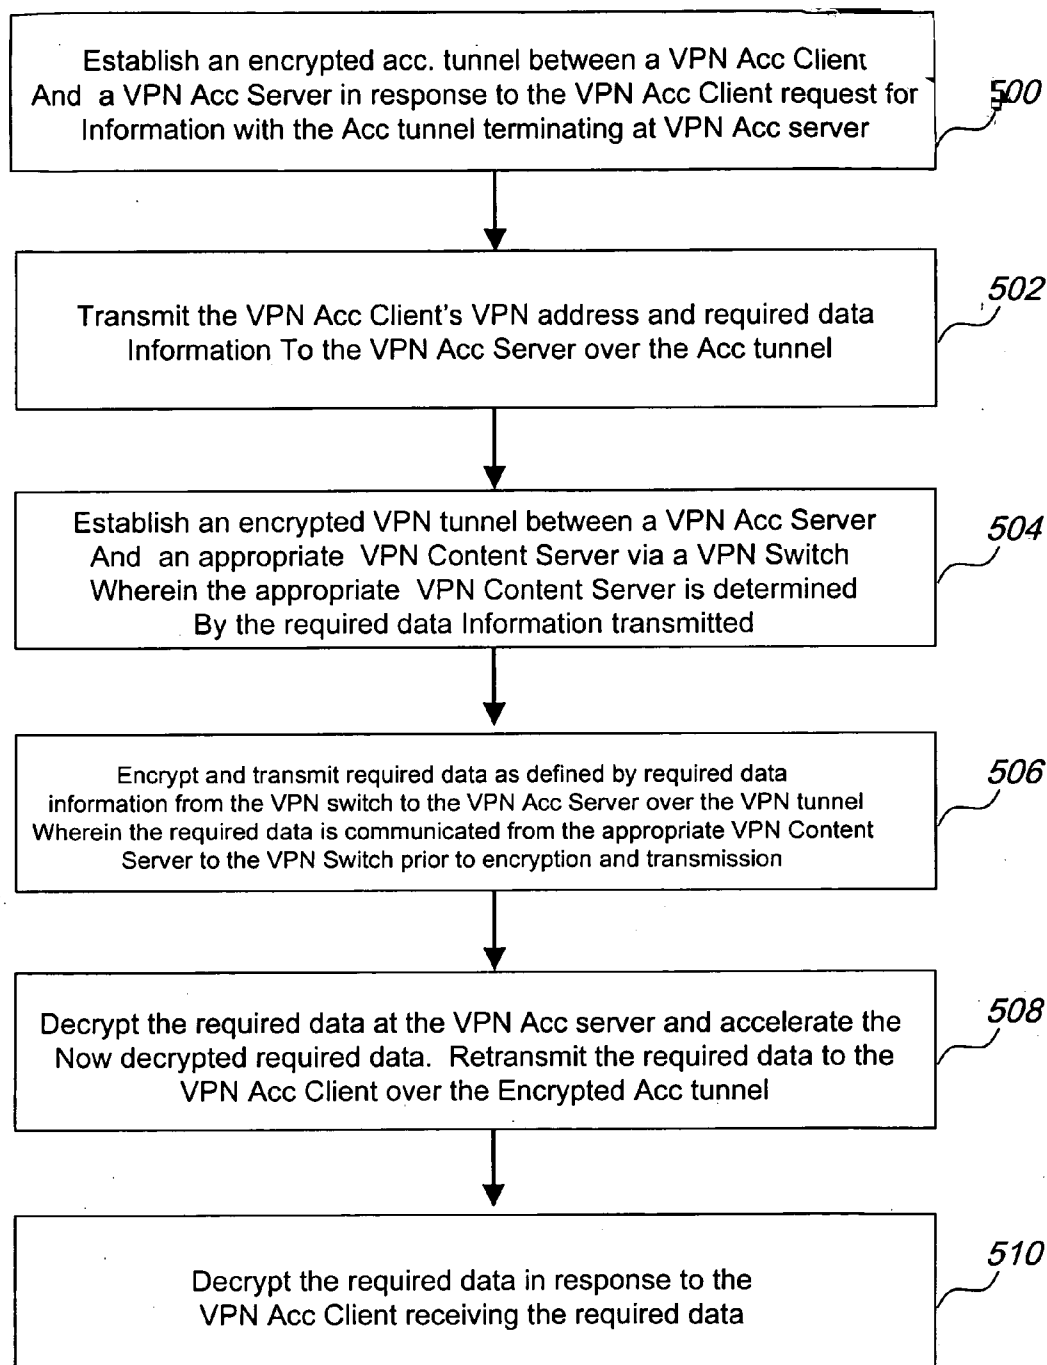 Establish an encrypted acc. tunnel between a VPN Acc Client
And a VPN Acc Server in response to the VPN Acc Client request for
Information with the Acc tunnel terminating at VPN Acc server
500
Transmit the VPN Acc Client's VPN address and required data
Information To the VPN Acc Server over the Acc tunnel
502
Establish an encrypted VPN tunnel between a VPN Acc Server
And an appropriate VPN Content Server via a VPN Switch
Wherein the appropriate VPN Content Server is determined
By the required data Information transmitted
504
Encrypt and transmit required data as defined by required data
information from the VPN switch to the VPN Acc Server over the VPN tunnel
Wherein the required data is communicated from the appropriate VPN Content
Server to the VPN Switch prior to encryption and transmission
506
Decrypt the required data at the VPN Acc server and accelerate the
Now decrypted required data. Retransmit the required data to the
VPN Acc Client over the Encrypted Acc tunnel
508
Decrypt the required data in response to the
VPN Acc Client receiving the required data
510